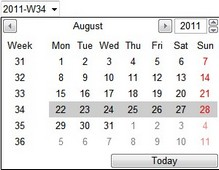 2011-W34
August 2011
Week Mon Tue Wed Thu Fri Sat Sun
31 1 2 3 4 5 6 7
32 8 9 10 11 12 13 14
33 15 16 17 18 19 20 21
34 22 23 24 25 26 27 28
35 29 30 31 1 2 3 4
36 5 6 7 8 9 10 11
Today